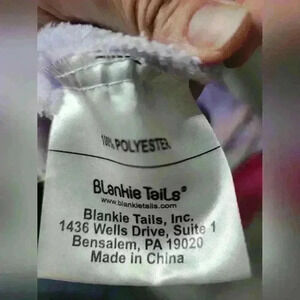 100% POLYESTER
BLankie TaiLs®
www.blankietails.com
Blankie Tails, Inc.
1436 Wells Drive, Suite 1
Bensalem, PA 19020
Made in China